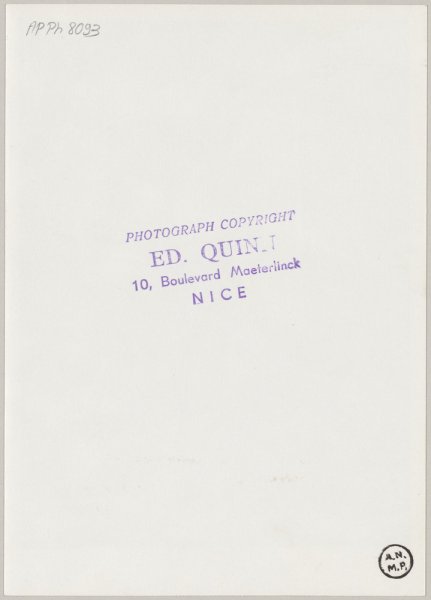 APPh 8093
PHOTOGRAPH COPYRIGHT
ED. QUINN
10, Boulevard Maeterlinck
NICE
A.N.
M.P.